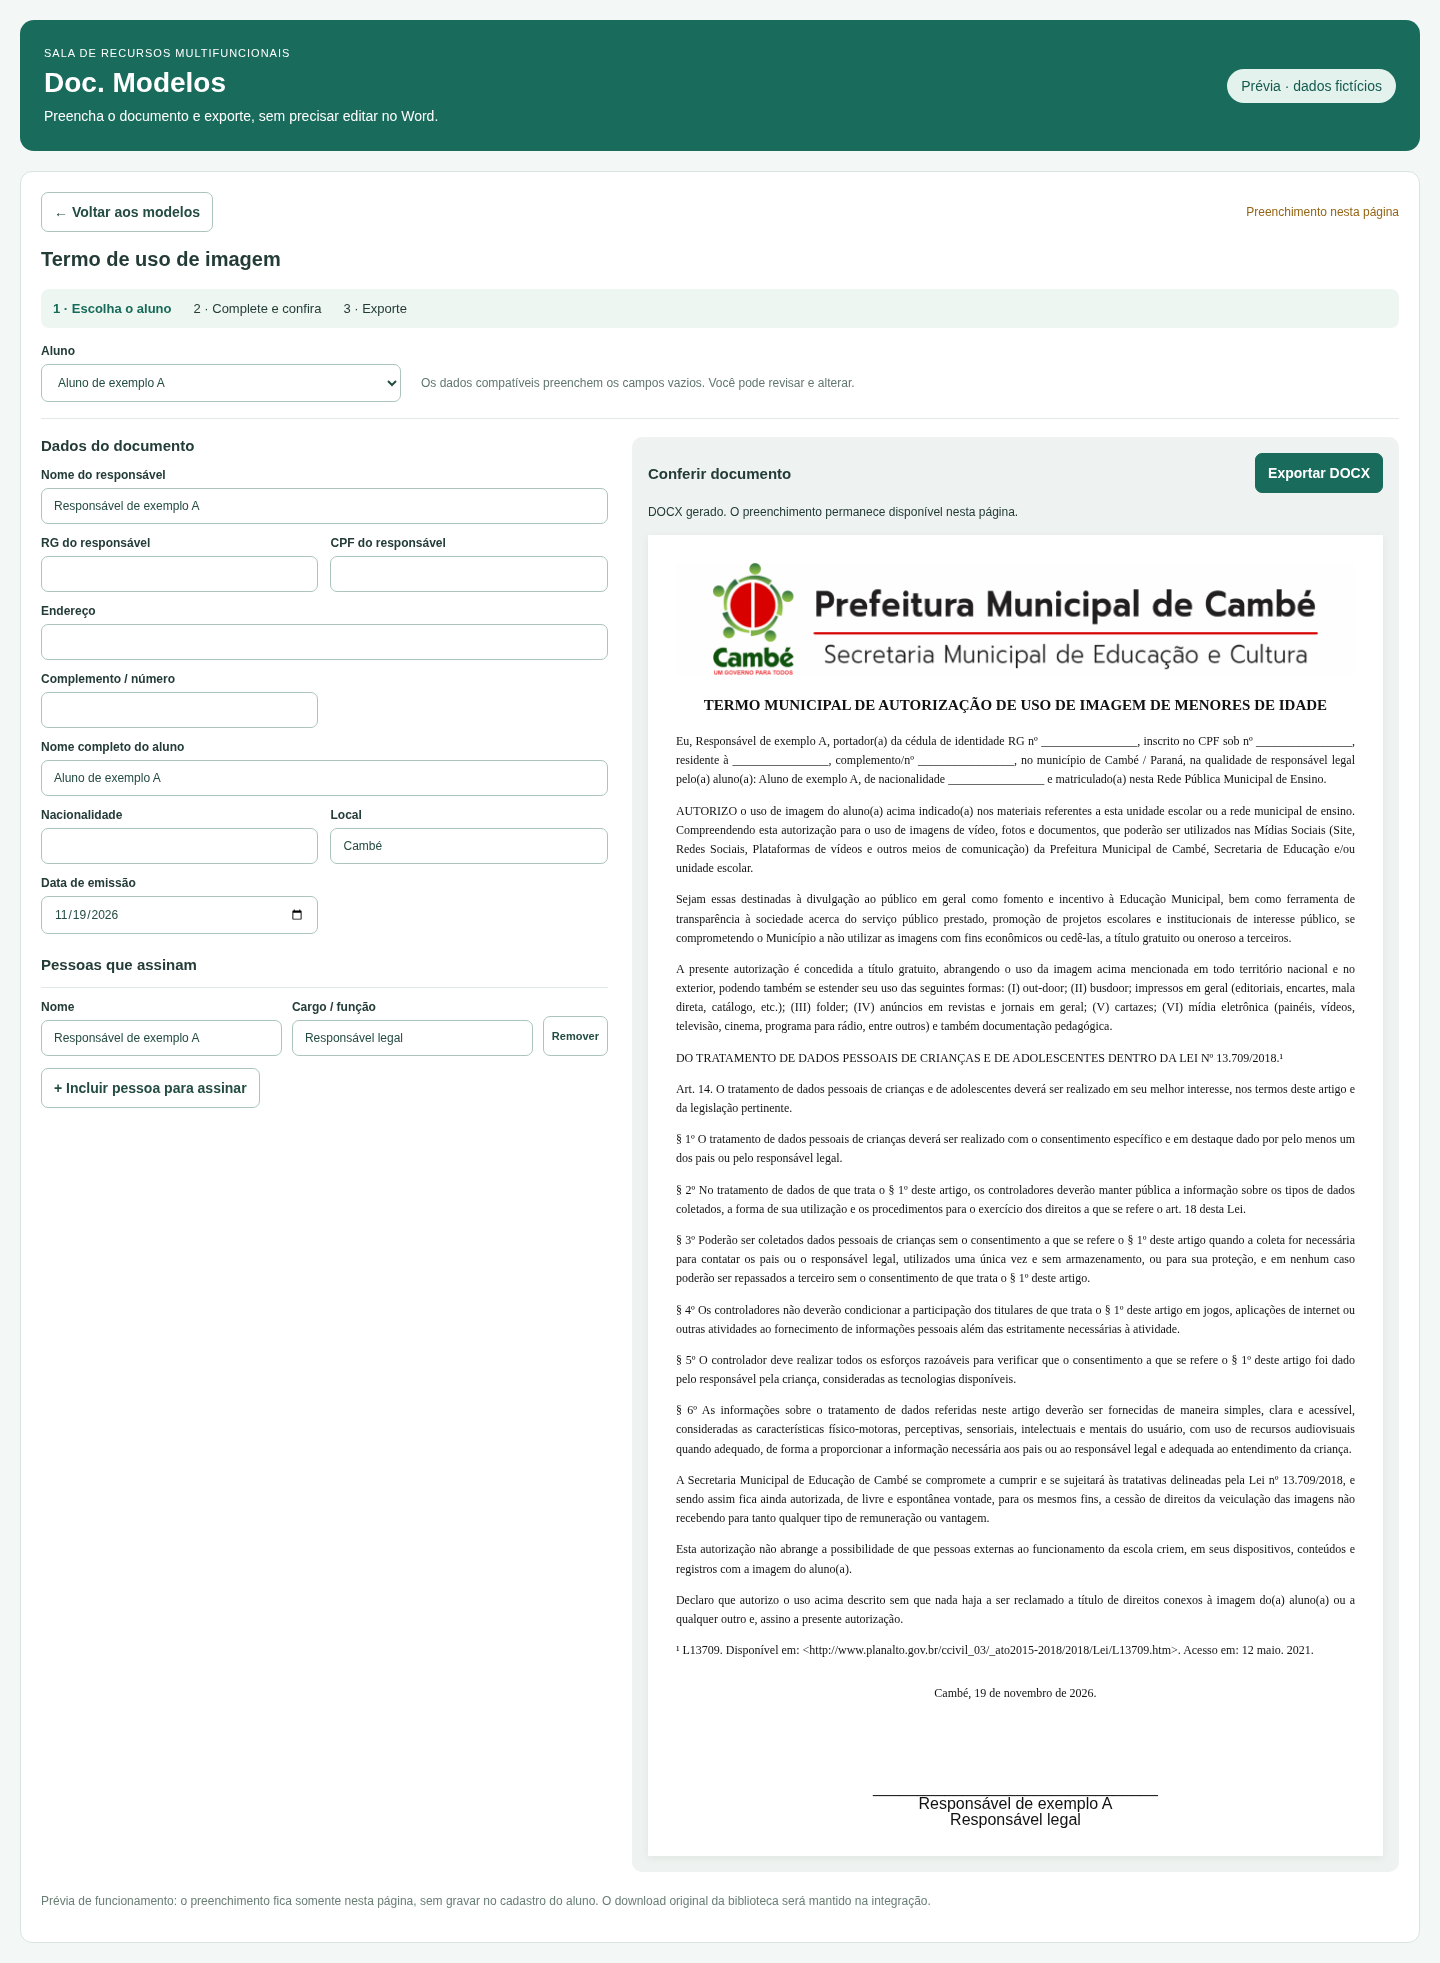 SALA DE RECURSOS MULTIFUNCIONAIS
Doc. Modelos
Preencha o documento e exporte, sem precisar editar no Word.
Prévia · dados fictícios
← Voltar aos modelos
Preenchimento nesta página
Termo de uso de imagem
1 · Escolha o aluno 2 · Complete e confira 3 · Exporte
Aluno
Aluno de exemplo A
Os dados compatíveis preenchem os campos vazios. Você pode revisar e alterar.
Dados do documento
Nome do responsável
Responsável de exemplo A
RG do responsável CPF do responsável
Endereço
Complemento / número
Nome completo do aluno
Aluno de exemplo A
Nacionalidade Local
Cambé
Data de emissão
11/19/2026
Pessoas que assinam
Nome Cargo / função
Responsável de exemplo A Responsável legal Remover
+ Incluir pessoa para assinar
Conferir documento
Exportar DOCX
DOCX gerado. O preenchimento permanece disponível nesta página.
Cambé
UM GOVERNO PARA TODOS
Prefeitura Municipal de Cambé
Secretaria Municipal de Educação e Cultura
TERMO MUNICIPAL DE AUTORIZAÇÃO DE USO DE IMAGEM DE MENORES DE IDADE
Eu, Responsável de exemplo A, portador(a) da cédula de identidade RG nº ________________, inscrito no CPF sob nº ________________,
residente à ________________, complemento/nº ________________, no município de Cambé / Paraná, na qualidade de responsável legal
pelo(a) aluno(a): Aluno de exemplo A, de nacionalidade ________________ e matriculado(a) nesta Rede Pública Municipal de Ensino.
AUTORIZO o uso de imagem do aluno(a) acima indicado(a) nos materiais referentes a esta unidade escolar ou a rede municipal de ensino.
Compreendendo esta autorização para o uso de imagens de vídeo, fotos e documentos, que poderão ser utilizados nas Mídias Sociais (Site,
Redes Sociais, Plataformas de vídeos e outros meios de comunicação) da Prefeitura Municipal de Cambé, Secretaria de Educação e/ou
unidade escolar.
Sejam essas destinadas à divulgação ao público em geral como fomento e incentivo à Educação Municipal, bem como ferramenta de
transparência à sociedade acerca do serviço público prestado, promoção de projetos escolares e institucionais de interesse público, se
comprometendo o Município a não utilizar as imagens com fins econômicos ou cedê-las, a título gratuito ou oneroso a terceiros.
A presente autorização é concedida a título gratuito, abrangendo o uso da imagem acima mencionada em todo território nacional e no
exterior, podendo também se estender seu uso das seguintes formas: (I) out-door; (II) busdoor; impressos em geral (editoriais, encartes, mala
direta, catálogo, etc.); (III) folder; (IV) anúncios em revistas e jornais em geral; (V) cartazes; (VI) mídia eletrônica (painéis, vídeos,
televisão, cinema, programa para rádio, entre outros) e também documentação pedagógica.
DO TRATAMENTO DE DADOS PESSOAIS DE CRIANÇAS E DE ADOLESCENTES DENTRO DA LEI Nº 13.709/2018.¹
Art. 14. O tratamento de dados pessoais de crianças e de adolescentes deverá ser realizado em seu melhor interesse, nos termos deste artigo e
da legislação pertinente.
§ 1º O tratamento de dados pessoais de crianças deverá ser realizado com o consentimento específico e em destaque dado por pelo menos um
dos pais ou pelo responsável legal.
§ 2º No tratamento de dados de que trata o § 1º deste artigo, os controladores deverão manter pública a informação sobre os tipos de dados
coletados, a forma de sua utilização e os procedimentos para o exercício dos direitos a que se refere o art. 18 desta Lei.
§ 3º Poderão ser coletados dados pessoais de crianças sem o consentimento a que se refere o § 1º deste artigo quando a coleta for necessária
para contatar os pais ou o responsável legal, utilizados uma única vez e sem armazenamento, ou para sua proteção, e em nenhum caso
poderão ser repassados a terceiro sem o consentimento de que trata o § 1º deste artigo.
§ 4º Os controladores não deverão condicionar a participação dos titulares de que trata o § 1º deste artigo em jogos, aplicações de internet ou
outras atividades ao fornecimento de informações pessoais além das estritamente necessárias à atividade.
§ 5º O controlador deve realizar todos os esforços razoáveis para verificar que o consentimento a que se refere o § 1º deste artigo foi dado
pelo responsável pela criança, consideradas as tecnologias disponíveis.
§ 6º As informações sobre o tratamento de dados referidas neste artigo deverão ser fornecidas de maneira simples, clara e acessível,
consideradas as características físico-motoras, perceptivas, sensoriais, intelectuais e mentais do usuário, com uso de recursos audiovisuais
quando adequado, de forma a proporcionar a informação necessária aos pais ou ao responsável legal e adequada ao entendimento da criança.
A Secretaria Municipal de Educação de Cambé se compromete a cumprir e se sujeitará às tratativas delineadas pela Lei nº 13.709/2018, e
sendo assim fica ainda autorizada, de livre e espontânea vontade, para os mesmos fins, a cessão de direitos da veiculação das imagens não
recebendo para tanto qualquer tipo de remuneração ou vantagem.
Esta autorização não abrange a possibilidade de que pessoas externas ao funcionamento da escola criem, em seus dispositivos, conteúdos e
registros com a imagem do aluno(a).
Declaro que autorizo o uso acima descrito sem que nada haja a ser reclamado a título de direitos conexos à imagem do(a) aluno(a) ou a
qualquer outro e, assino a presente autorização.
¹ L13709. Disponível em: <http://www.planalto.gov.br/ccivil_03/_ato2015-2018/2018/Lei/L13709.htm>. Acesso em: 12 maio. 2021.
Cambé, 19 de novembro de 2026.
________________________________
Responsável de exemplo A
Responsável legal
Prévia de funcionamento: o preenchimento fica somente nesta página, sem gravar no cadastro do aluno. O download original da biblioteca será mantido na integração.